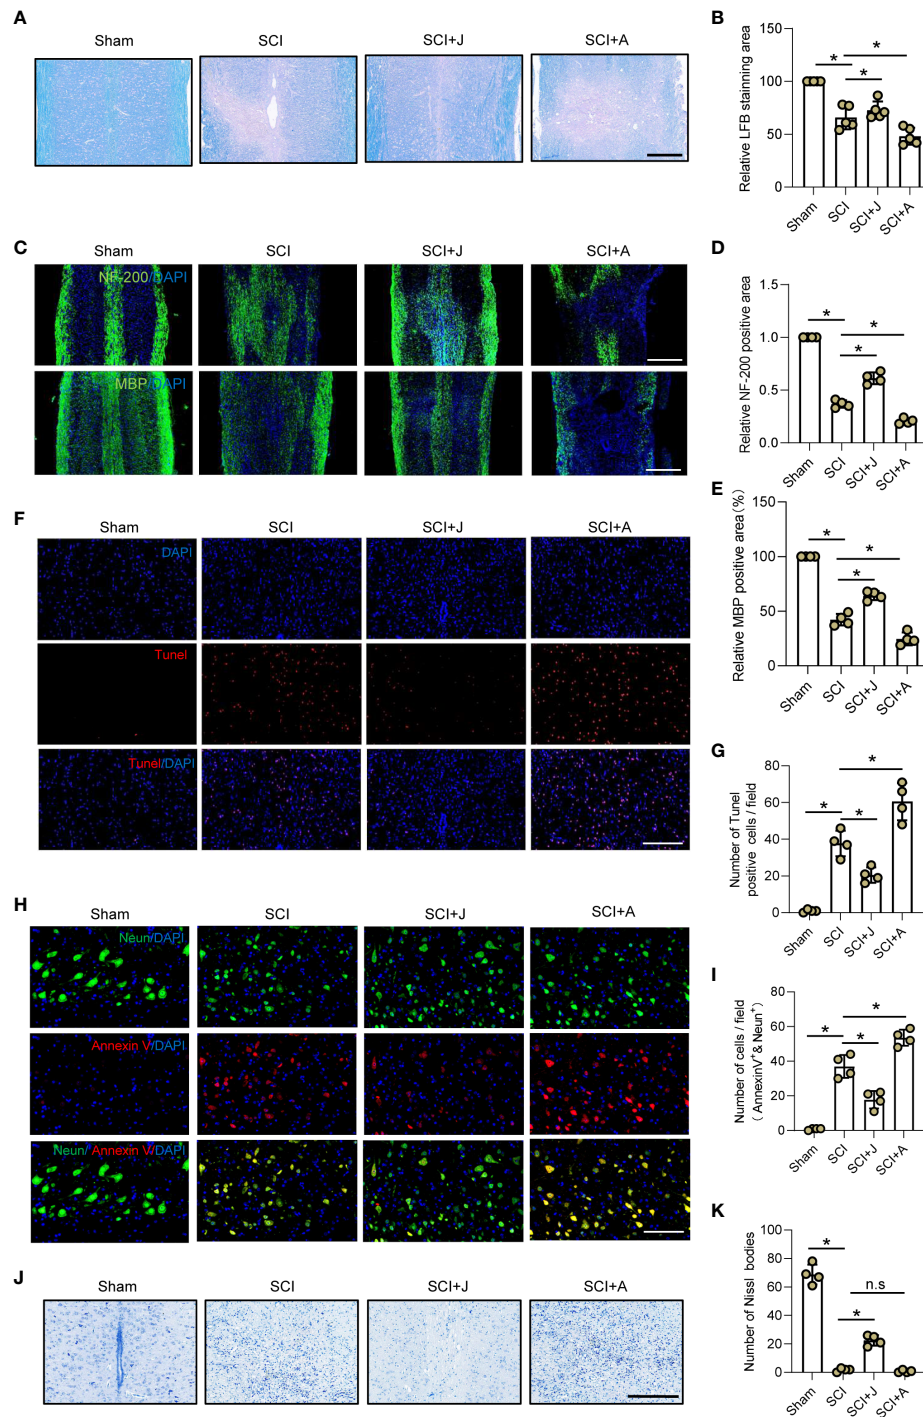 A
Sham
SCI
SCI+J
SCI+A
B
Relative LFB stainning area
150
100
50
0
*
*
*
Sham
SCI
SCI+J
SCI+A
C
Sham
SCI
SCI+J
SCI+A
NF-200/DAPI
MBP/DAPI
D
Relative NF-200 positive area
1.5
1.0
0.5
0.0
*
*
*
Sham
SCI
SCI+J
SCI+A
E
Relative MBP positive area(%)
150
100
50
0
*
*
*
Sham
SCI
SCI+J
SCI+A
F
Sham
SCI
SCI+J
SCI+A
DAPI
Tunel
Tunel/DAPI
G
Number of Tunel
positive cells / field
80
60
40
20
0
*
*
*
Sham
SCI
SCI+J
SCI+A
H
Sham
SCI
SCI+J
SCI+A
Neun/DAPI
Annexin V/DAPI
Neun/ Annexin V/DAPI
I
Number of cells / field
( AnnexinV+& Neun+)
80
60
40
20
0
*
*
*
Sham
SCI
SCI+J
SCI+A
J
Sham
SCI
SCI+J
SCI+A
K
Number of Nissl bodies
100
80
60
40
20
0
*
n.s
*
Sham
SCI
SCI+J
SCI+A